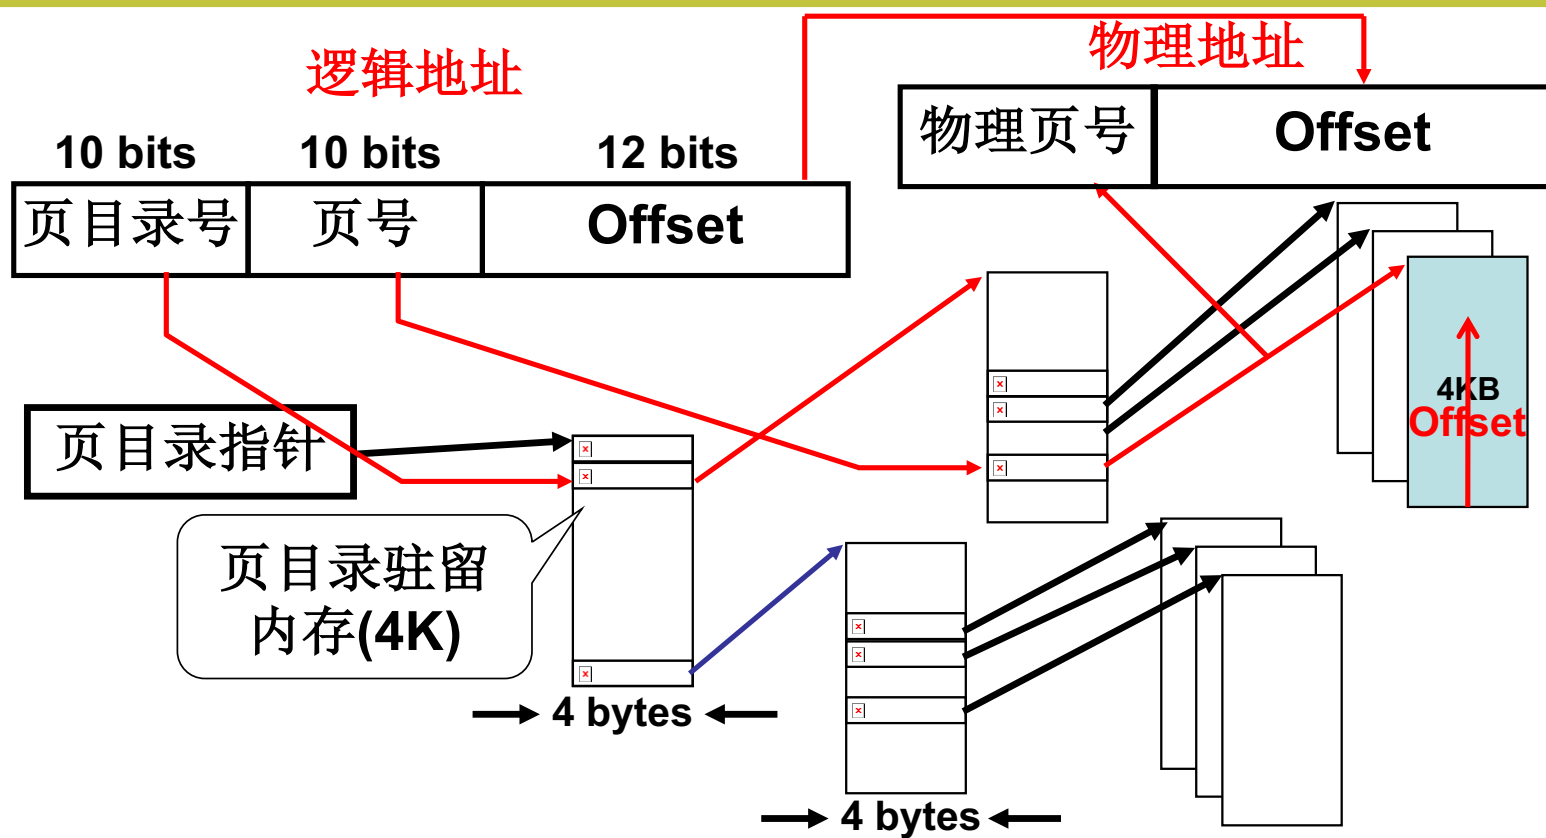 逻辑地址
物理地址
10 bits
10 bits
12 bits
页目录号
页号
Offset
物理页号
Offset
页目录指针
页目录驻留
内存(4K)
4 bytes
4 bytes
4KB
Offset